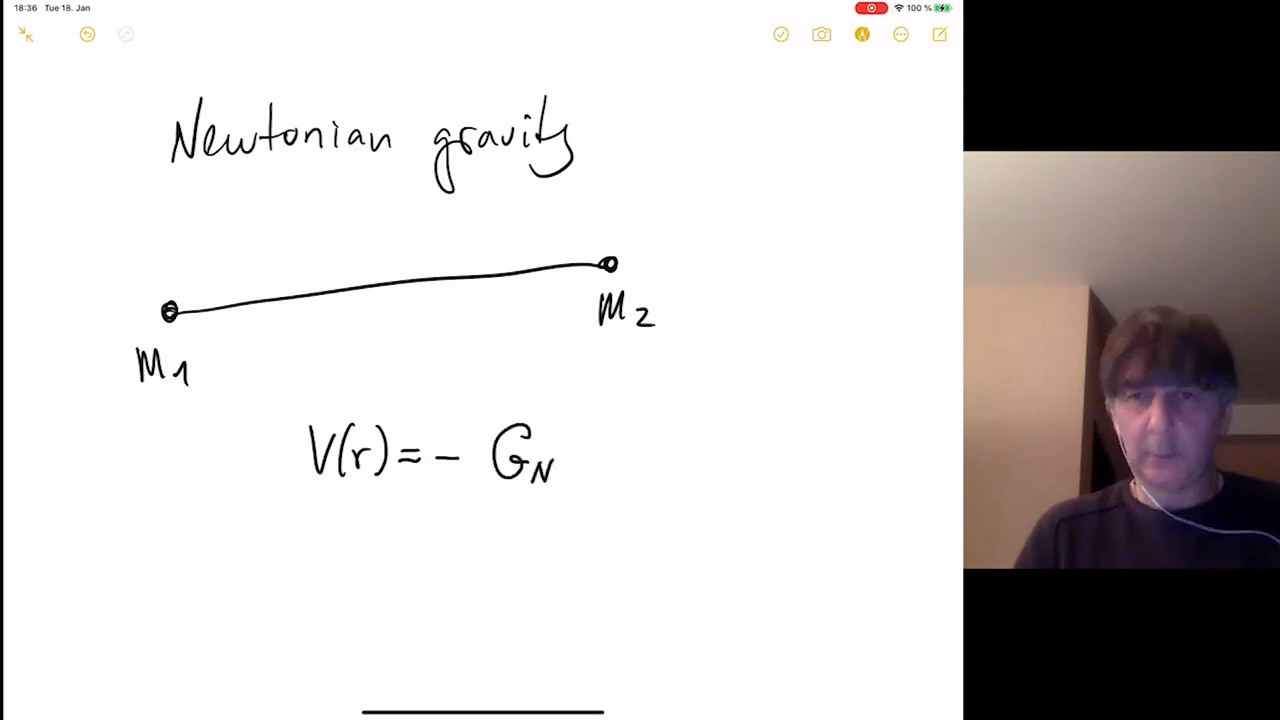 18:36 Tue 18. Jan 100 %
Newtonian gravity
M1 M2
V(r) = - GN